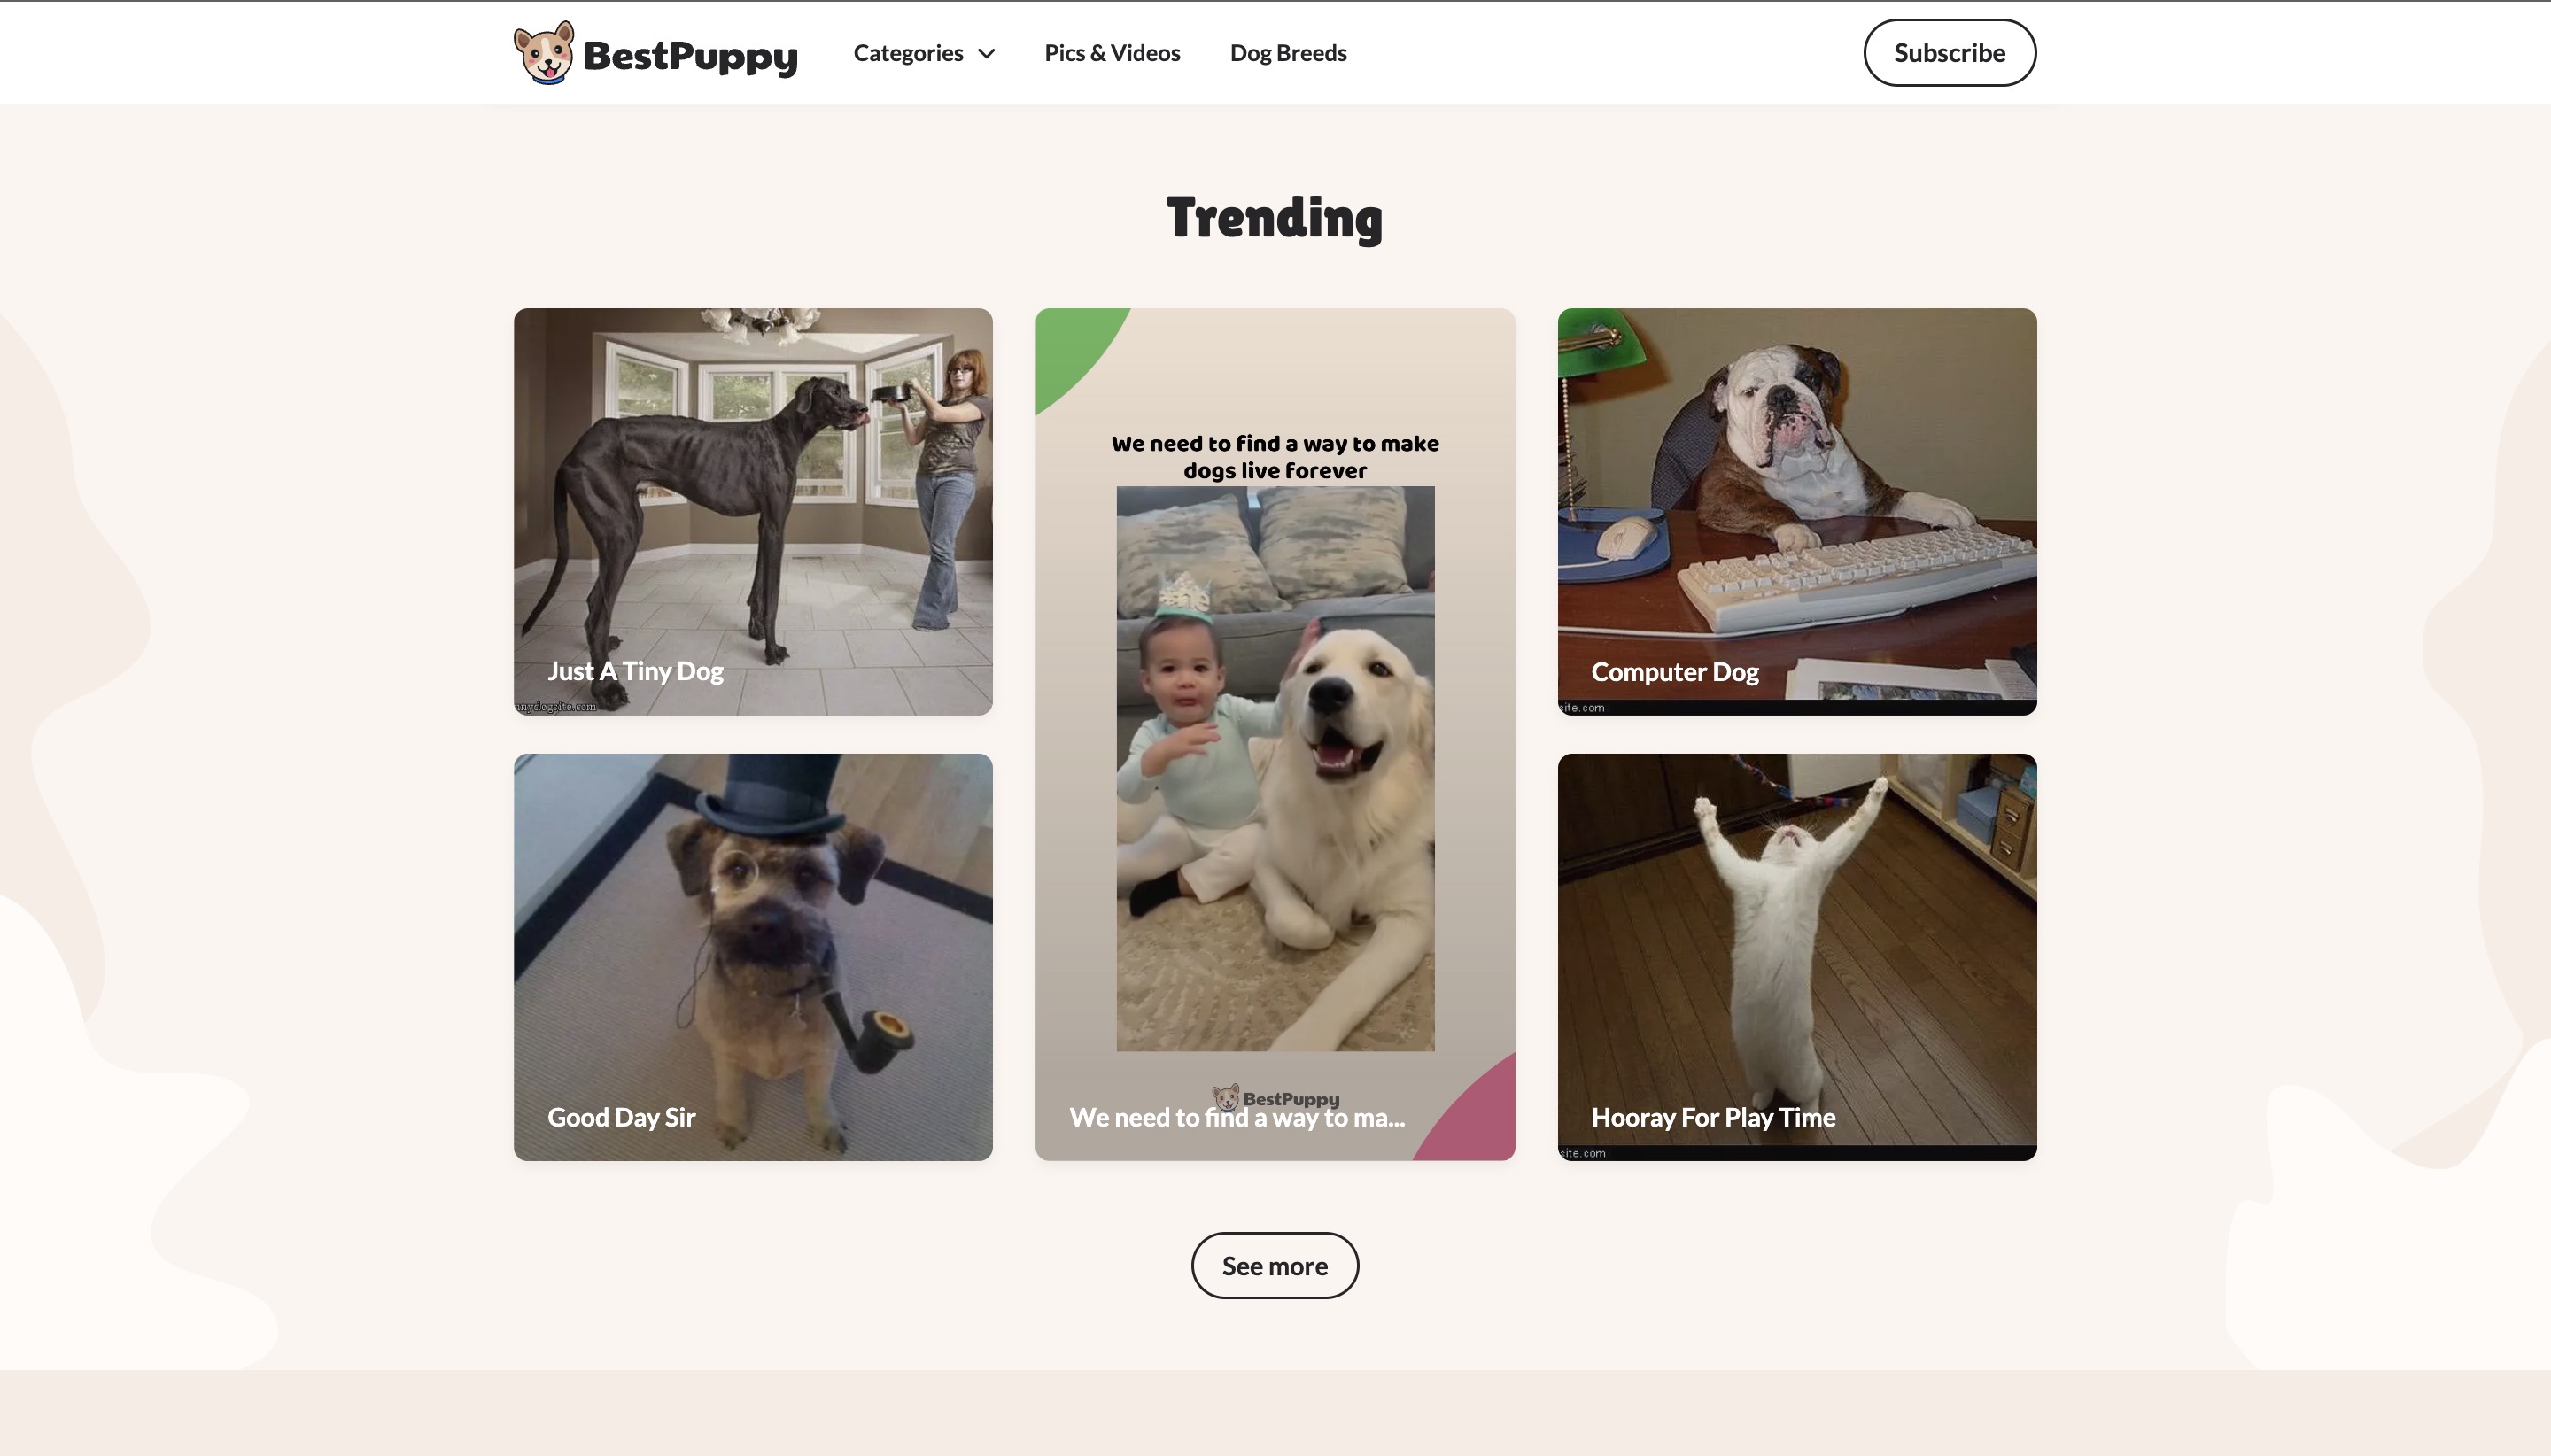 BestPuppy
Categories
Pics & Videos
Dog Breeds
Subscribe
Trending
Just A Tiny Dog
nnydogsite.com
We need to find a way to make
dogs live forever
BestPuppy
We need to find a way to ma...
Computer Dog
site.com
Good Day Sir
Hooray For Play Time
site.com
See more